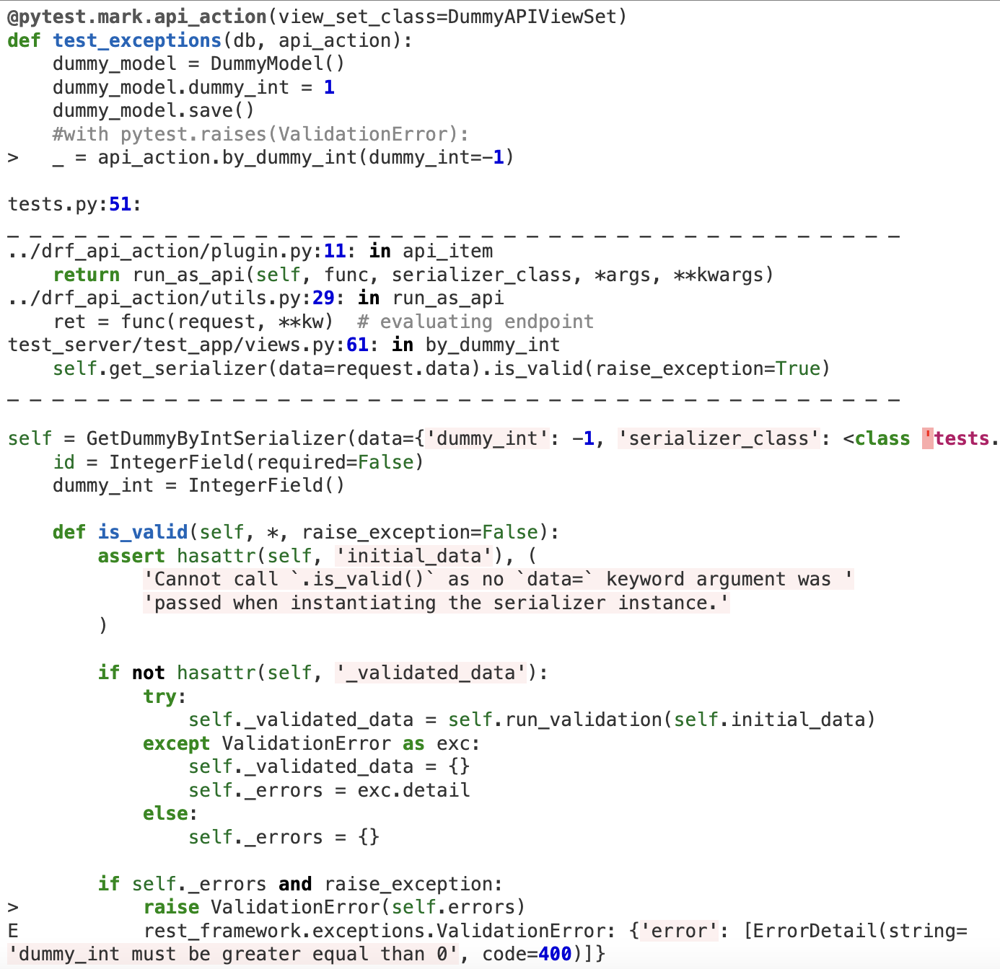 @pytest.mark.api_action(view_set_class=DummyAPIViewSet)
def test_exceptions(db, api_action):
    dummy_model = DummyModel()
    dummy_model.dummy_int = 1
    dummy_model.save()
    #with pytest.raises(ValidationError):
>   _ = api_action.by_dummy_int(dummy_int=-1)

tests.py:51:
_ _ _ _ _ _ _ _ _ _ _ _ _ _ _ _ _ _ _ _ _ _ _ _ _ _ _ _ _ _ _ _ _ _ _ _ _ _ _ _
../drf_api_action/plugin.py:11: in api_item
    return run_as_api(self, func, serializer_class, *args, **kwargs)
../drf_api_action/utils.py:29: in run_as_api
    ret = func(request, **kw)  # evaluating endpoint
test_server/test_app/views.py:61: in by_dummy_int
    self.get_serializer(data=request.data).is_valid(raise_exception=True)
_ _ _ _ _ _ _ _ _ _ _ _ _ _ _ _ _ _ _ _ _ _ _ _ _ _ _ _ _ _ _ _ _ _ _ _ _ _ _ _

self = GetDummyByIntSerializer(data={'dummy_int': -1, 'serializer_class': <class 'tests.
    id = IntegerField(required=False)
    dummy_int = IntegerField()

    def is_valid(self, *, raise_exception=False):
        assert hasattr(self, 'initial_data'), (
            'Cannot call `.is_valid()` as no `data=` keyword argument was '
            'passed when instantiating the serializer instance.'
        )

        if not hasattr(self, '_validated_data'):
            try:
                self._validated_data = self.run_validation(self.initial_data)
            except ValidationError as exc:
                self._validated_data = {}
                self._errors = exc.detail
            else:
                self._errors = {}

        if self._errors and raise_exception:
>           raise ValidationError(self.errors)
E           rest_framework.exceptions.ValidationError: {'error': [ErrorDetail(string=
'dummy_int must be greater equal than 0', code=400)]}